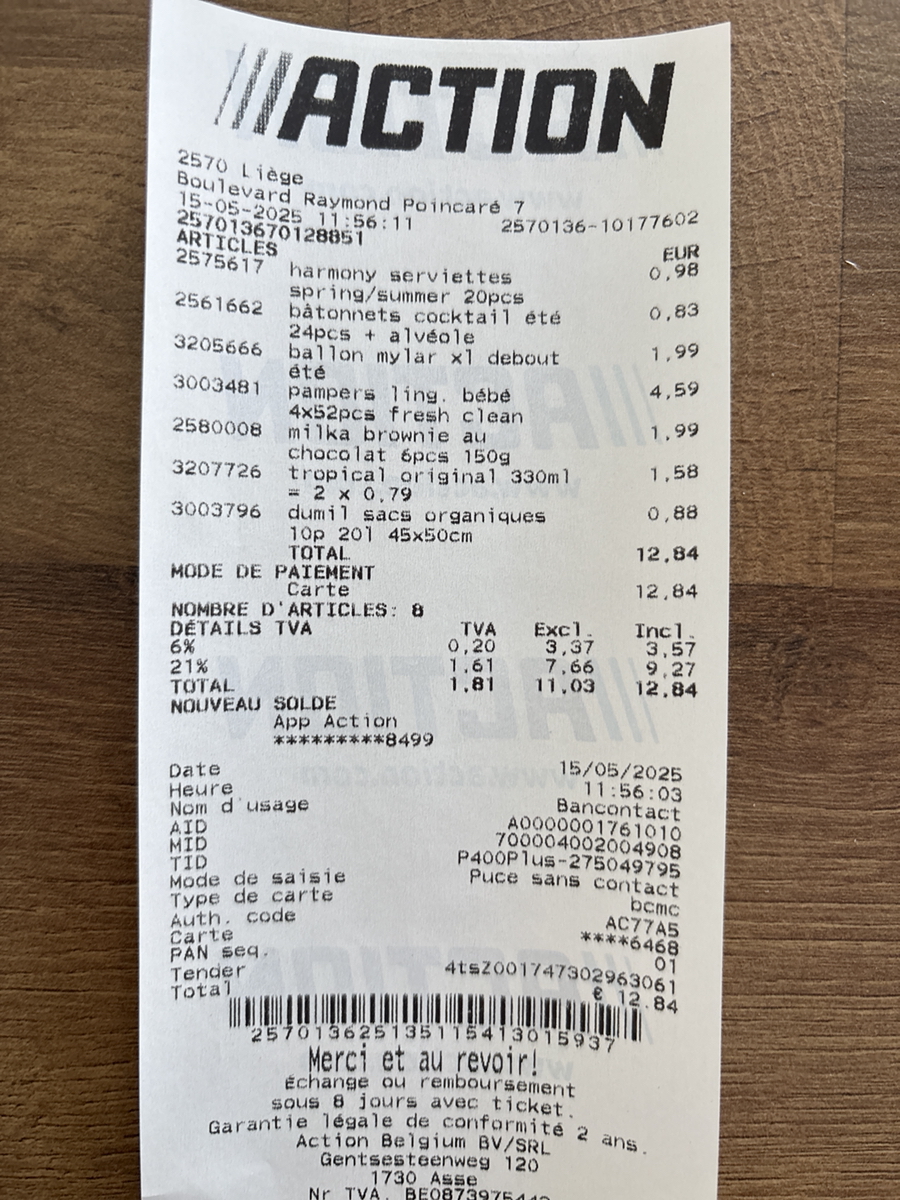 ACTION
2570 Liège
Boulevard Raymond Poincaré 7
15-05-2025 11:56:11 2570136-10177602
257013670128851
ARTICLES EUR
2575617 harmony serviettes 0,98
spring/summer 20pcs
2561662 bâtonnets cocktail été 0,83
24pcs + alvéole
3205666 ballon mylar xl debout 1,99
été
3003481 pampers ling. bébé 4,59
4x52pcs fresh clean
2580008 milka brownie au 1,99
chocolat 6pcs 150g
3207726 tropical original 330ml 1,58
= 2 x 0,79
3003796 dumil sacs organiques 0,88
10p 20l 45x50cm
TOTAL 12,84
MODE DE PAIEMENT
Carte 12,84
NOMBRE D'ARTICLES: 8
DÉTAILS TVA TVA Excl. Incl.
6% 0,20 3,37 3,57
21% 1,61 7,66 9,27
TOTAL 1,81 11,03 12,84
NOUVEAU SOLDE
App Action
*********8499
Date 15/05/2025
Heure 11:56:03
Nom d'usage Bancontact
AID A0000001761010
MID 700004002004908
TID P400Plus-275049795
Mode de saisie Puce sans contact
Type de carte bcmc
Auth. code AC77A5
Carte ****6468
PAN seq. 01
Tender 4tsZ001747302963061
Total € 12.84
2570136251351154130159​37
Merci et au revoir!
Échange ou remboursement
sous 8 jours avec ticket.
Garantie légale de conformité 2 ans.
Action Belgium BV/SRL
Gentsesteenweg 120
1730 Asse
Nr TVA.